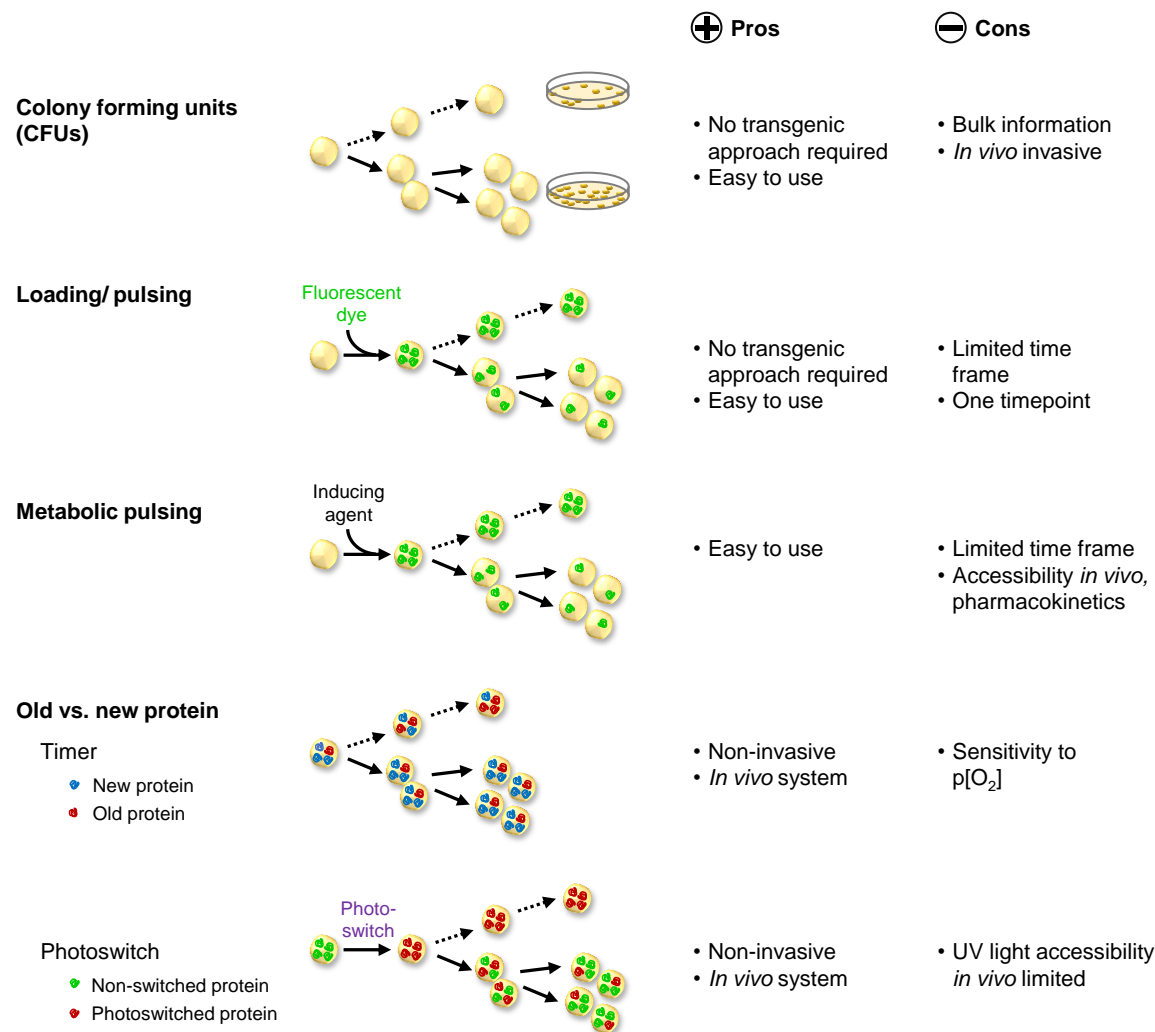 Pros
Cons
Colony forming units
(CFUs)
• No transgenic
approach required
• Easy to use
• Bulk information
• In vivo invasive
Loading/ pulsing
Fluorescent
dye
• No transgenic
approach required
• Easy to use
• Limited time
frame
• One timepoint
Metabolic pulsing
Inducing
agent
• Easy to use
• Limited time frame
• Accessibility in vivo,
pharmacokinetics
Old vs. new protein
Timer
New protein
Old protein
• Non-invasive
• In vivo system
• Sensitivity to
p[O₂]
Photo-
switch
Photoswitch
Non-switched protein
Photoswitched protein
• Non-invasive
• In vivo system
• UV light accessibility
in vivo limited